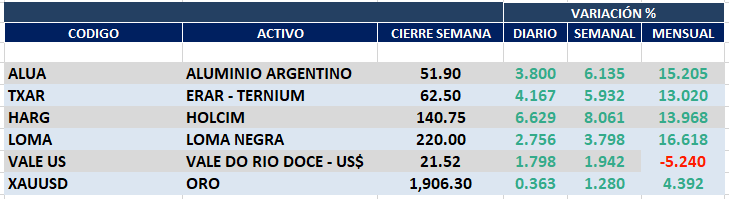 VARIACIÓN %
CODIGO ACTIVO CIERRE SEMANA DIARIO SEMANAL MENSUAL
ALUA ALUMINIO ARGENTINO 51.90 3.800 6.135 15.205
TXAR ERAR - TERNIUM 62.50 4.167 5.932 13.020
HARG HOLCIM 140.75 6.629 8.061 13.968
LOMA LOMA NEGRA 220.00 2.756 3.798 16.618
VALE US VALE DO RIO DOCE - US$ 21.52 1.798 1.942 -5.240
XAUUSD ORO 1,906.30 0.363 1.280 4.392